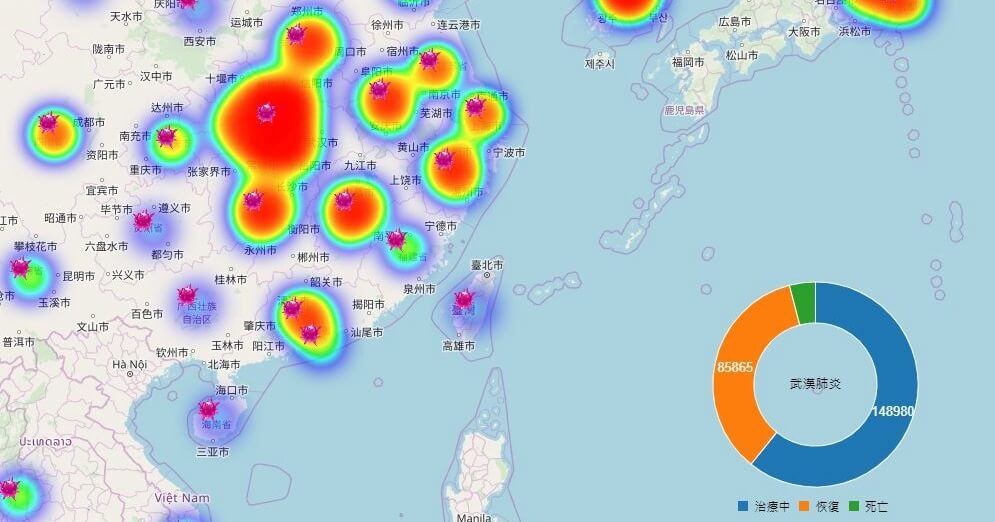 庆阳市
天水市
运城市
郑州市
临沂市
徐州市
连云港市
西安市
陇南市
周口市
宿州市
汉中市
十堰市
阜阳市
广元市
南京市
达州市
芜湖市
成都市
南充市
黄山市
宁波市
资阳市
重庆市
张家界市
九江市
上饶市
长沙市
宜宾市
毕节市
遵义市
昭通市
衡阳市
宁德市
攀枝花市
六盘水市
都匀市
永州市
郴州市
福建省
昆明市
兴义市
桂林市
韶关市
泉州市
臺北市
玉溪市
百色市
广西壮族
自治区
揭阳市
文山市
肇庆市
汕尾市
臺灣
普洱市
玉林市
阳江市
高雄市
钦州市
北海市
Hà Nội
海口市
海南省
三亚市
ປະເທດລາວ
Việt Nam
Manila
광주
부산
제주시
広島市
松山市
大阪市
浜松市
福岡市
鹿児島県
85865
武漢肺炎
148980
治療中
恢復
死亡